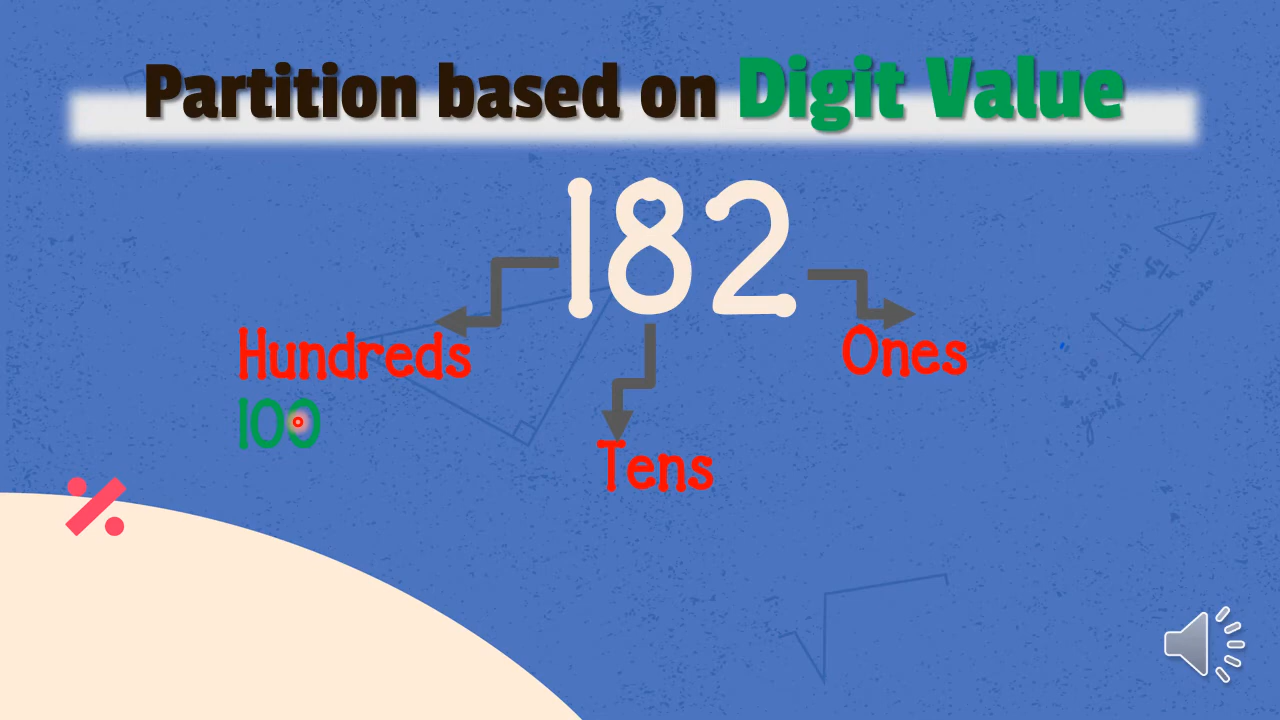 Partition based on Digit Value
182
Hundreds
100
Tens
Ones
%